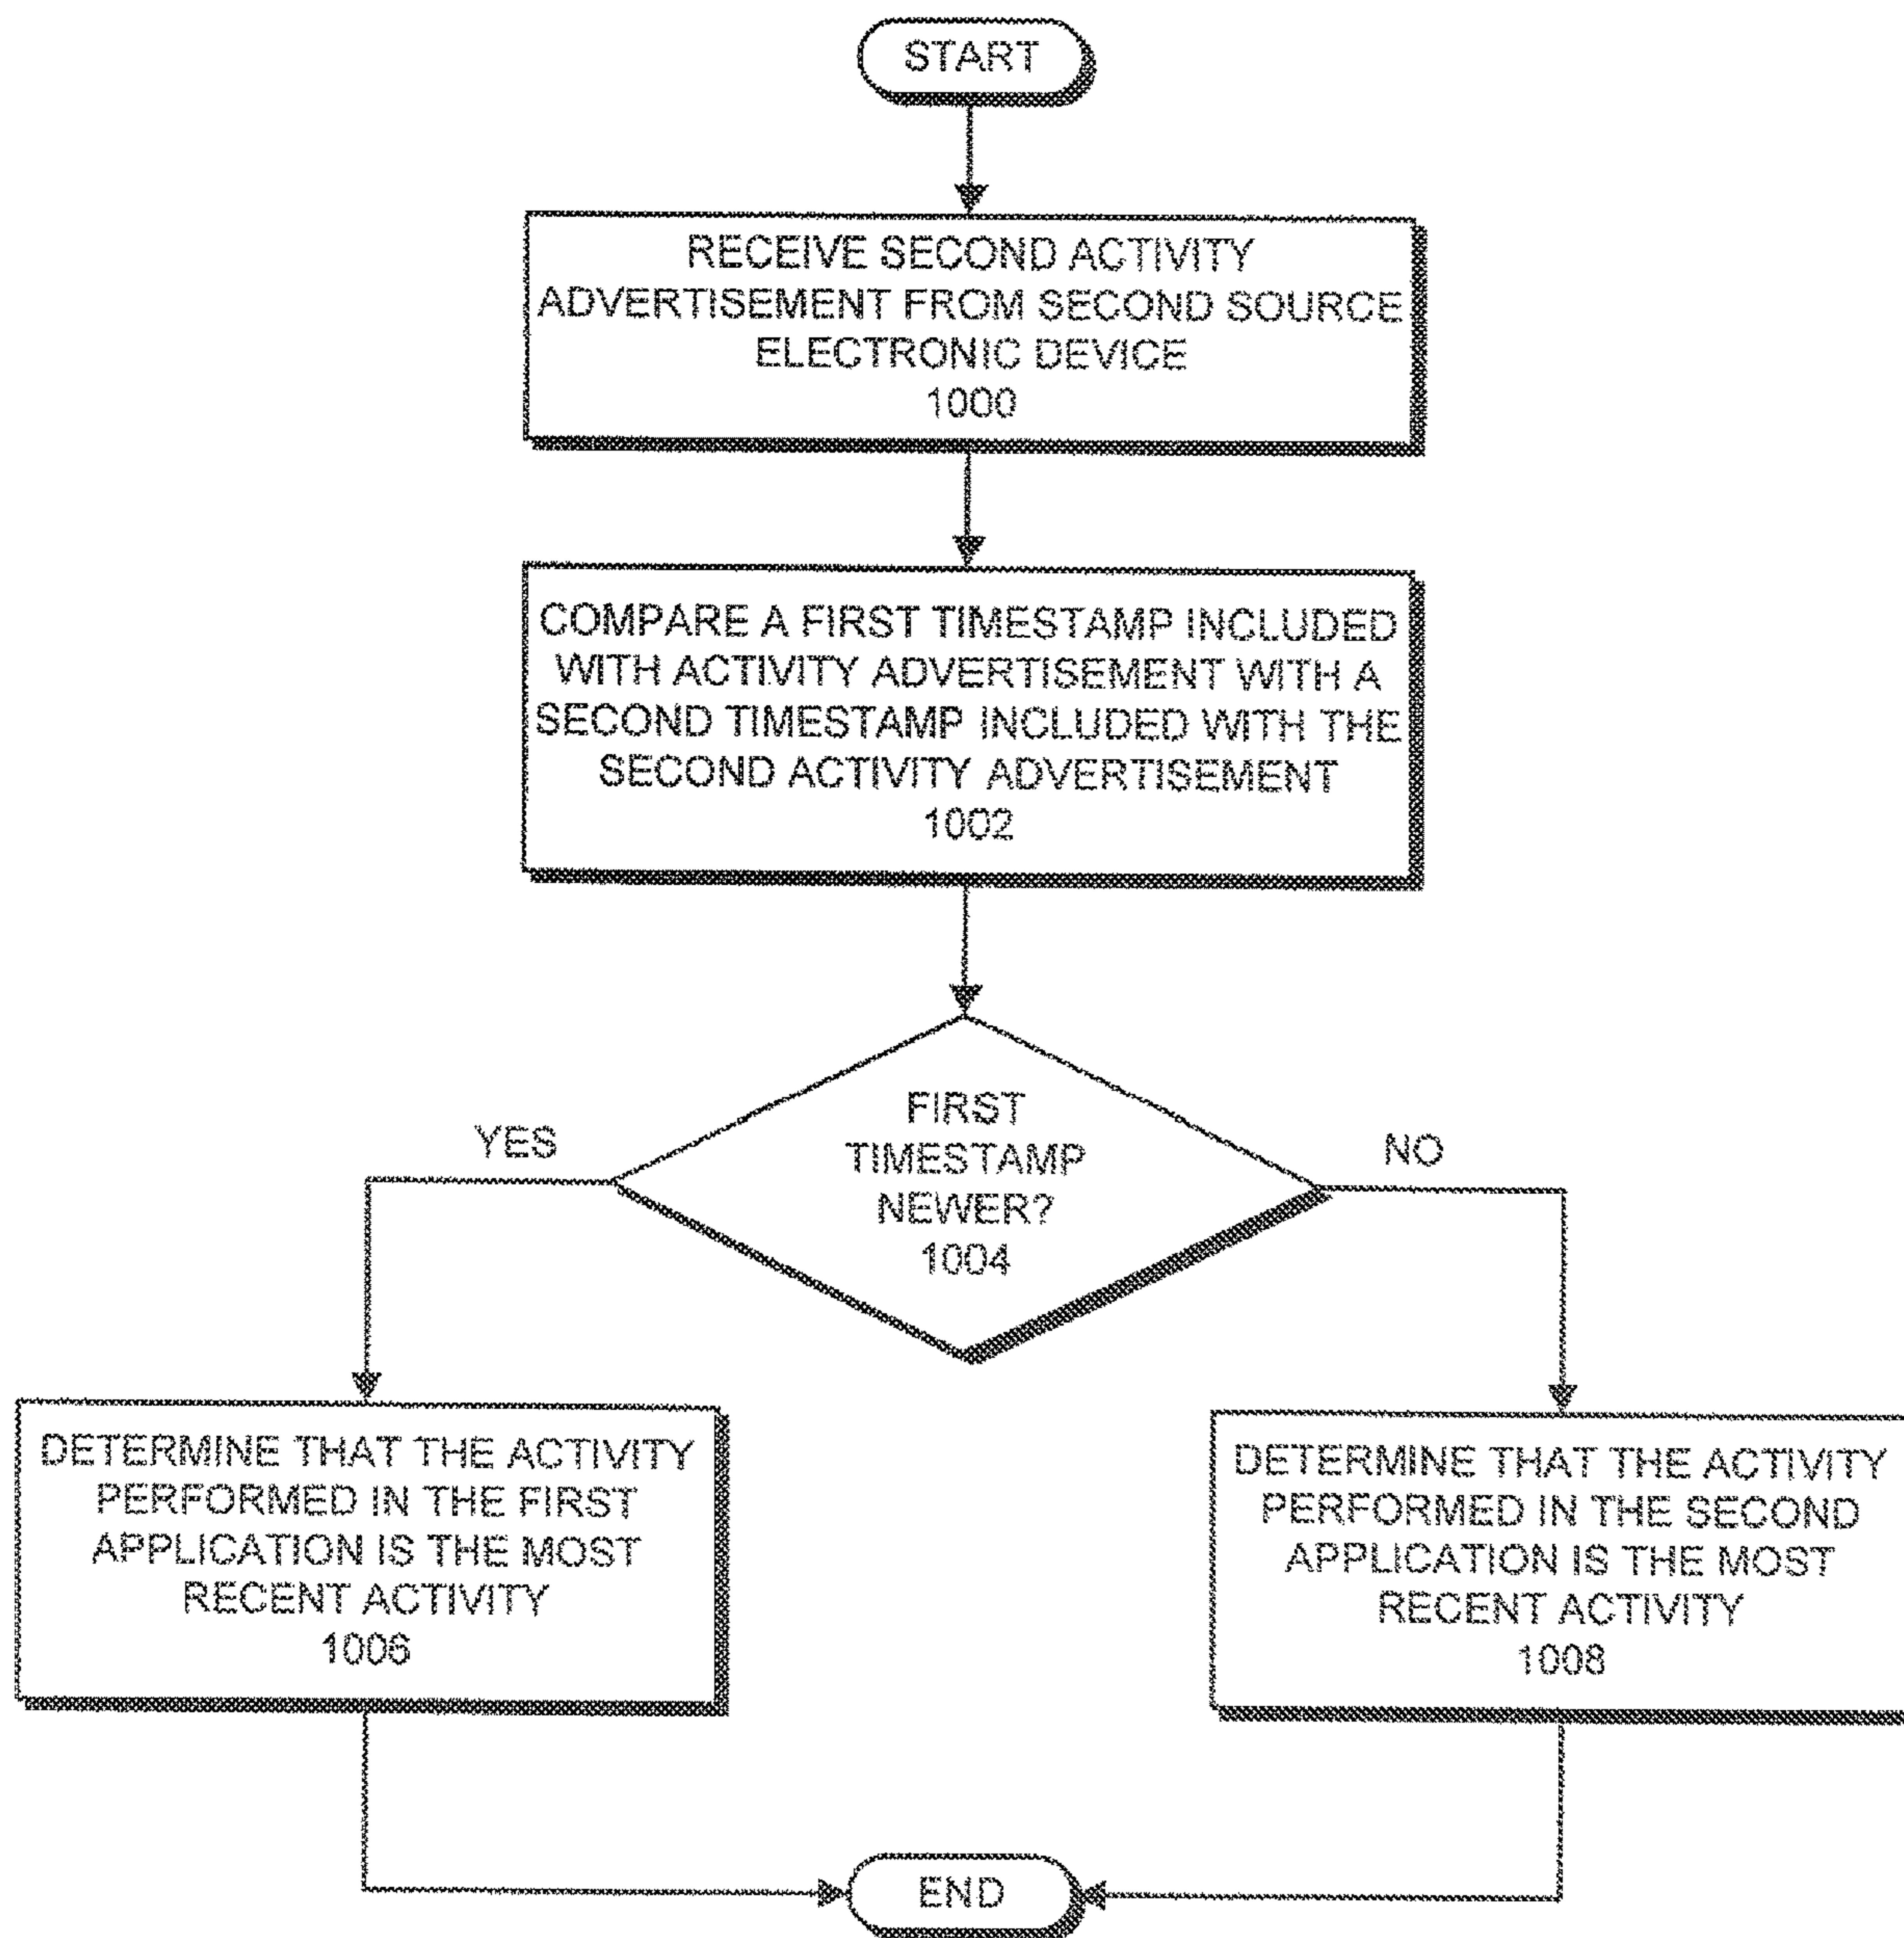 START
RECEIVE SECOND ACTIVITY
ADVERTISEMENT FROM SECOND SOURCE
ELECTRONIC DEVICE
1000
COMPARE A FIRST TIMESTAMP INCLUDED
WITH ACTIVITY ADVERTISEMENT WITH A
SECOND TIMESTAMP INCLUDED WITH THE
SECOND ACTIVITY ADVERTISEMENT
1002
FIRST
TIMESTAMP
NEWER?
1004
YES
NO
DETERMINE THAT THE ACTIVITY
PERFORMED IN THE FIRST
APPLICATION IS THE MOST
RECENT ACTIVITY
1006
DETERMINE THAT THE ACTIVITY
PERFORMED IN THE SECOND
APPLICATION IS THE MOST
RECENT ACTIVITY
1008
END